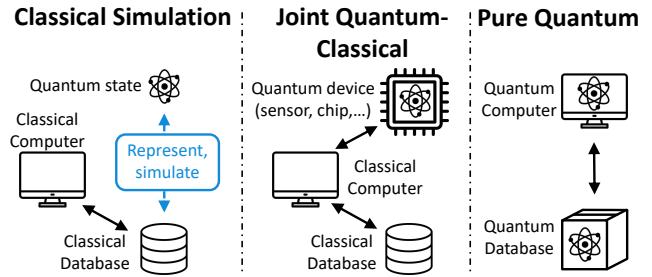 Classical Simulation
Quantum state
Classical
Computer
Represent,
simulate
Classical
Database
Joint Quantum-
Classical
Quantum device
(sensor, chip,...)
Classical
Computer
Classical
Database
Pure Quantum
Quantum
Computer
Quantum
Database